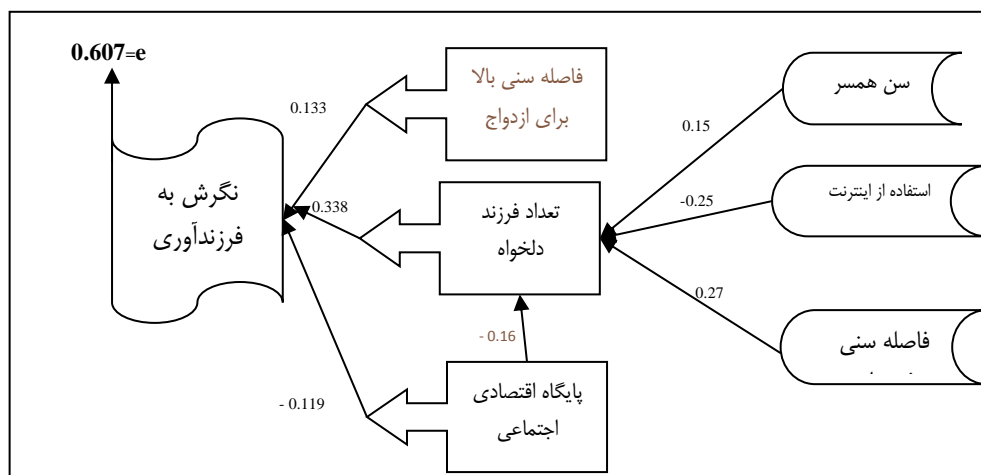 0.607=e
فاصله سنی بالا
برای ازدواج
سن همسر
0.133
0.15
استفاده از اینترنت
-0.25
نگرش به
فرزندآوری
0.338
تعداد فرزند
دلخواه
0.27
فاصله سنی
- 0.16
- 0.119
پایگاه اقتصادی
اجتماعی